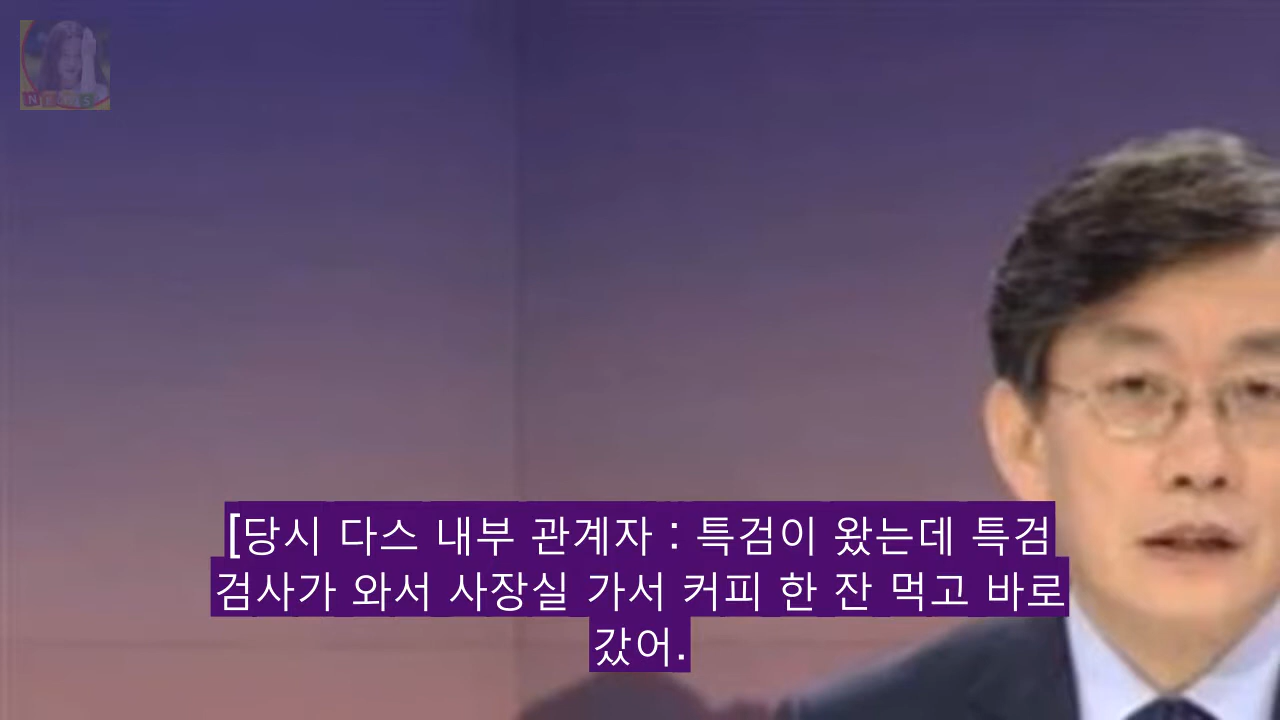 NEWS
[당시 다스 내부 관계자 : 특검이 왔는데 특검
검사가 와서 사장실 가서 커피 한 잔 먹고 바로
갔어.